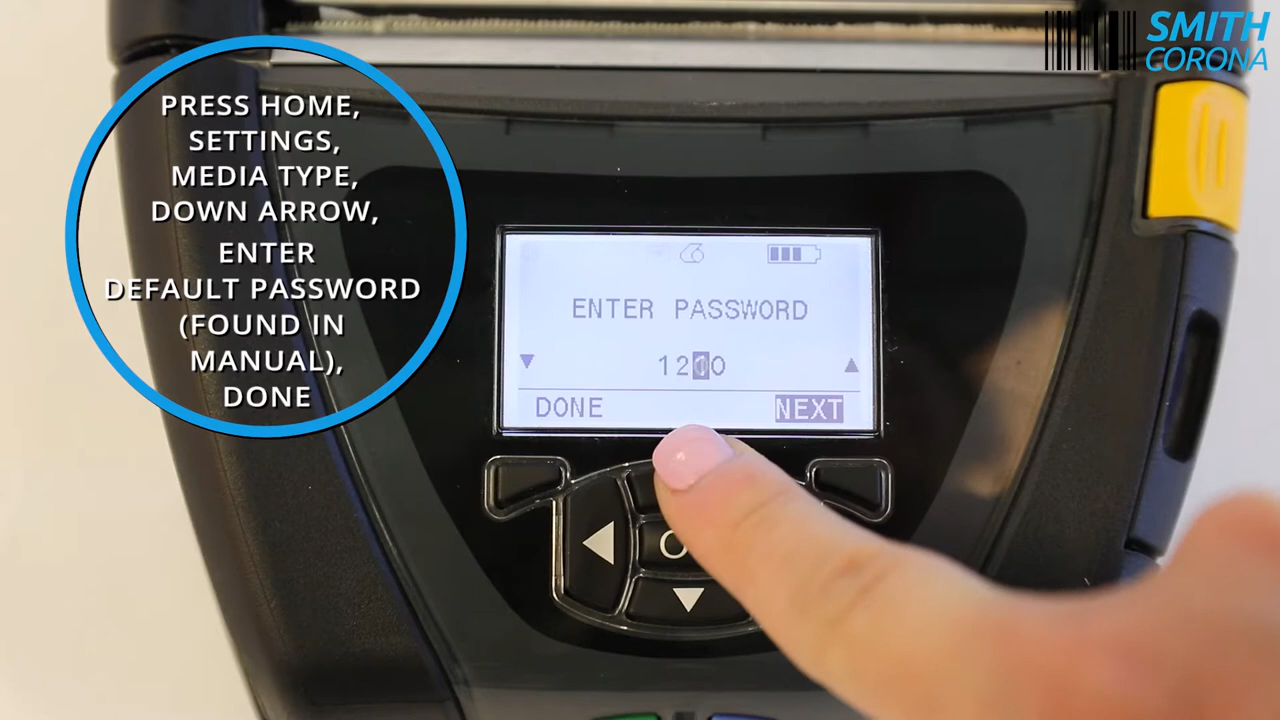 SMITH
CORONA
PRESS HOME,
SETTINGS,
MEDIA TYPE,
DOWN ARROW,
ENTER
DEFAULT PASSWORD
(FOUND IN
MANUAL),
DONE
ENTER PASSWORD
1200
DONE NEXT